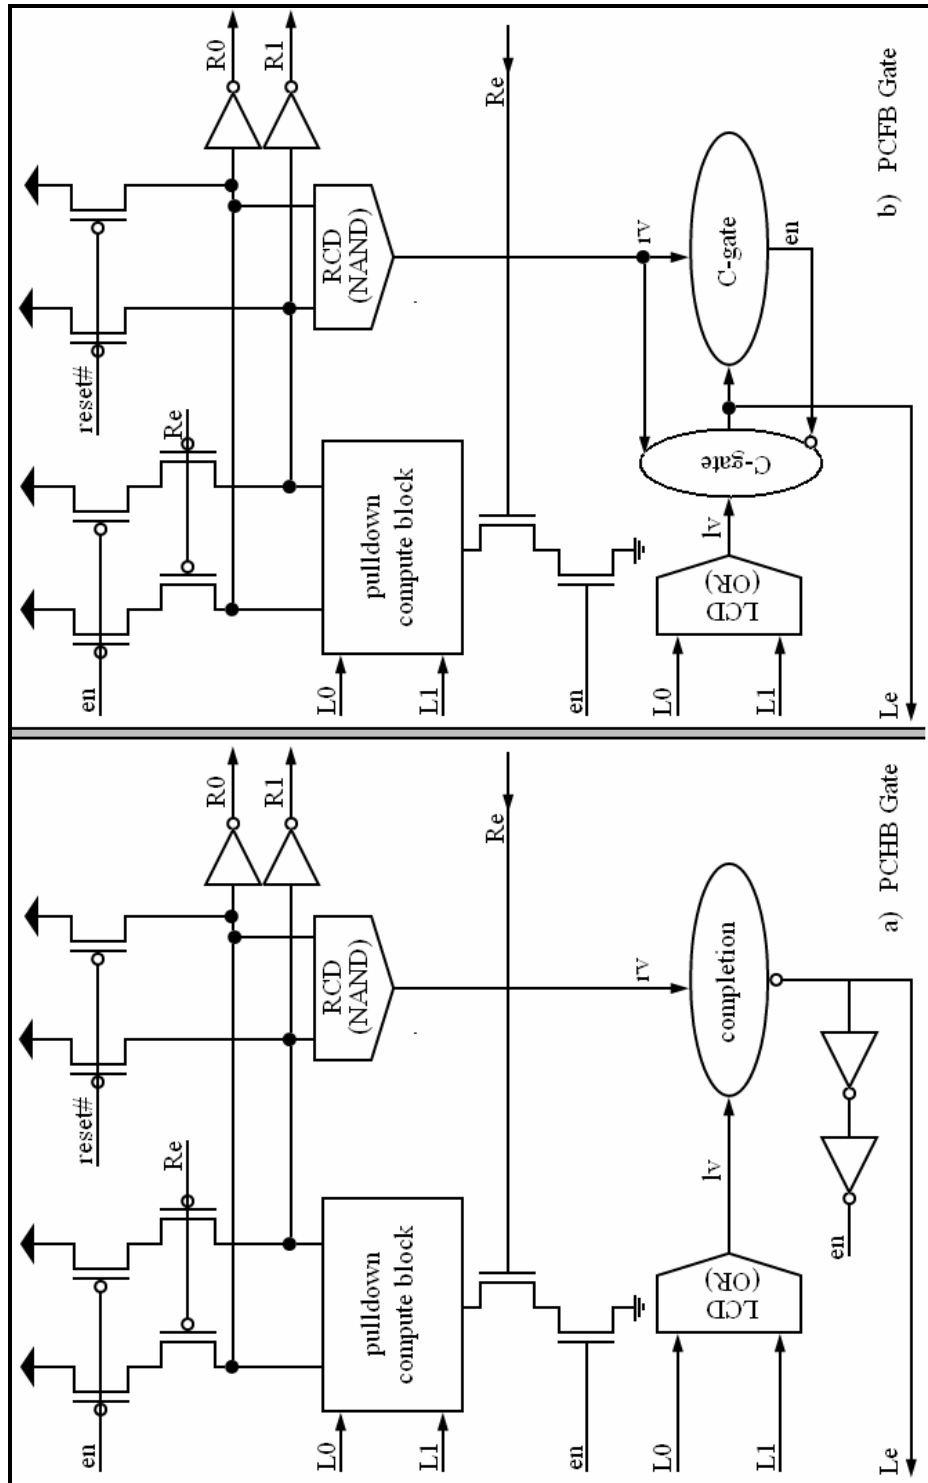 en
Re
reset#
R0
R1
L0
L1
pulldown
compute block
RCD
(NAND)
Re
en
rv
L0
L1
LCD
(OR)
lv
completion
en
Le
a) PCHB Gate
en
Re
reset#
R0
R1
L0
L1
pulldown
compute block
RCD
(NAND)
Re
en
rv
L0
L1
LCD
(OR)
lv
C-gate
C-gate
en
Le
b) PCFB Gate